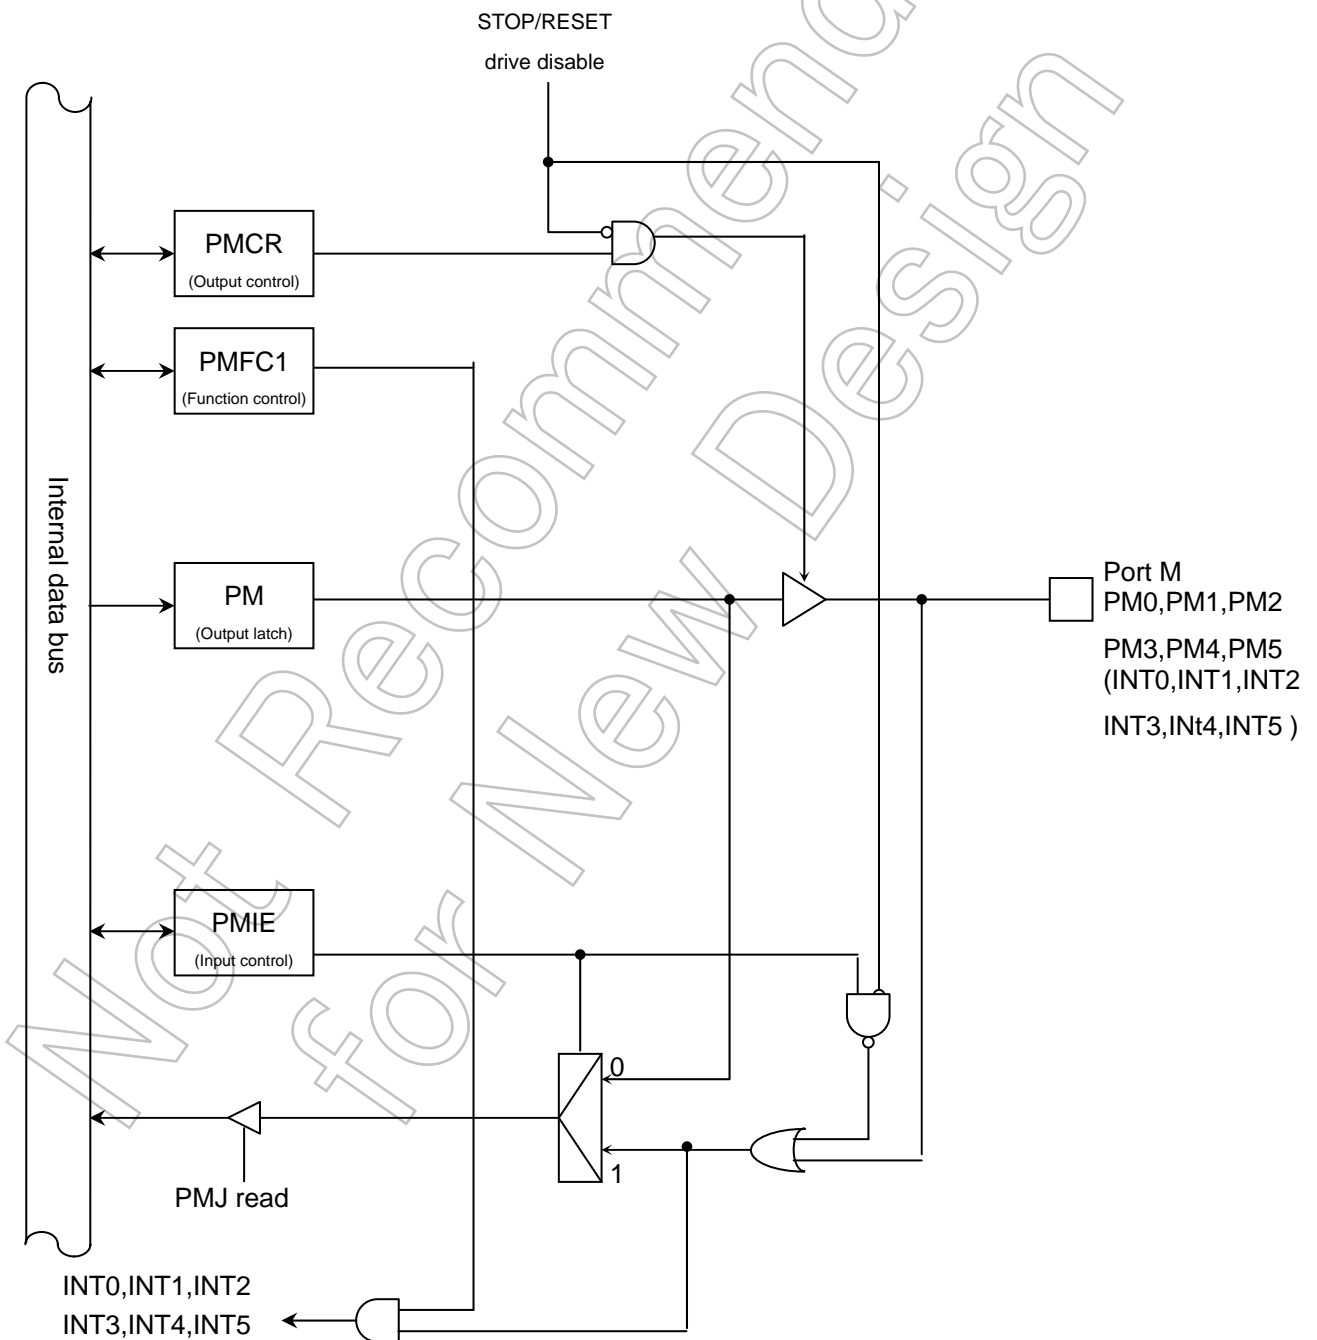 STOP/RESET
drive disable
PMCR
(Output control)
PMFC1
(Function control)
Internal data bus
PM
(Output latch)
Port M
PM0,PM1,PM2
PM3,PM4,PM5
(INT0,INT1,INT2
INT3,INt4,INT5 )
PMIE
(Input control)
0
1
PMJ read
INT0,INT1,INT2
INT3,INT4,INT5
Not Recommend
for New Design